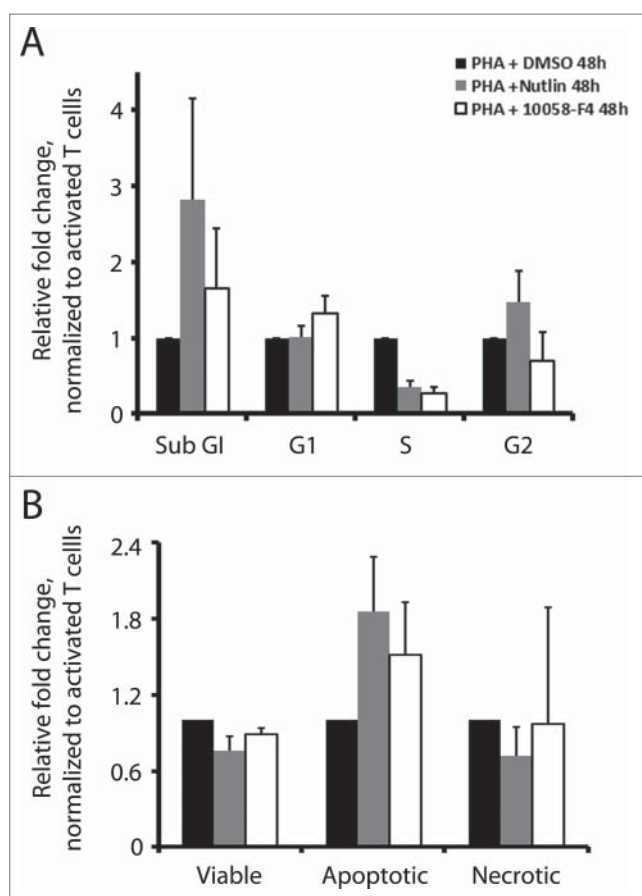 A
PHA + DMSO 48h
PHA +Nutlin 48h
PHA + 10058-F4 48h
Relative fold change,
normalized to activated T cellls
4
3
2
1
0
Sub GI
G1
S
G2
B
Relative fold change,
normalized to activated T cellls
2.4
1.8
1.2
0.6
0
Viable
Apoptotic
Necrotic